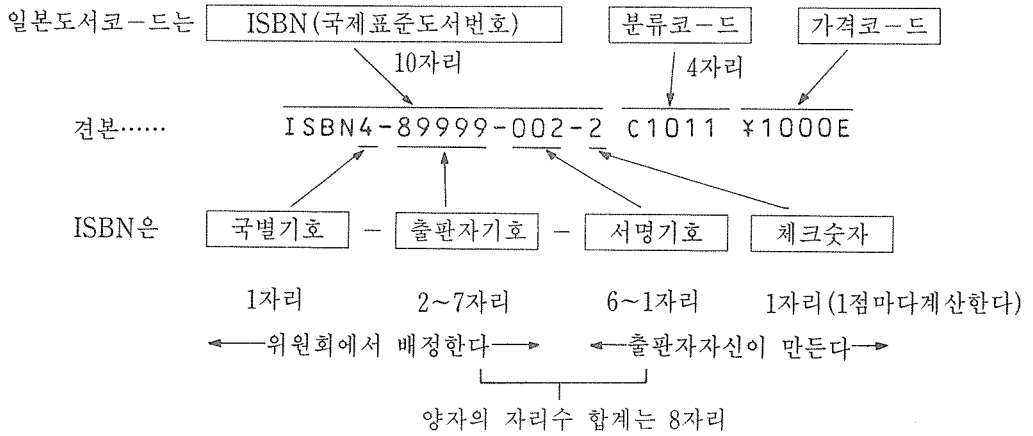 일본도서코-드는 ISBN(국제표준도서번호) 분류코-드 가격코-드
10자리 4자리
견본…… ISBN4-89999-002-2 C1011 ¥1000E
ISBN은 국별기호 - 출판자기호 - 서명기호 체크숫자
1자리 2~7자리 6~1자리 1자리(1점마다계산한다)
위원회에서 배정한다 출판자자신이 만든다
양자의 자리수 합계는 8자리